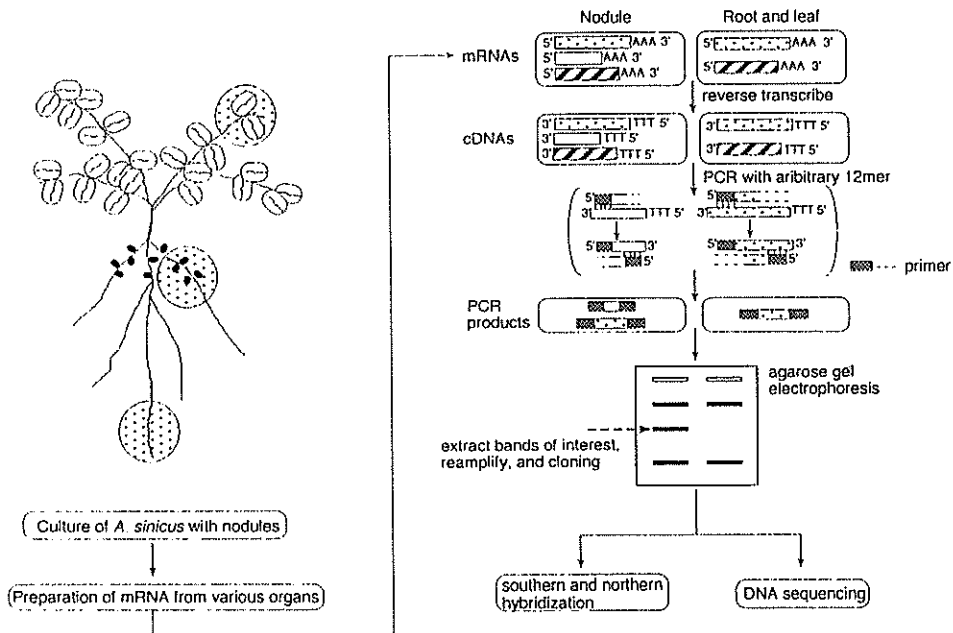 Culture of A. sinicus with nodules
Preparation of mRNA from various organs
Nodule
Root and leaf
mRNAs
5' AAA 3'
5' AAA 3'
AAA 3'
5' AAA 3'
5' AAA 3'
reverse transcribe
cDNAs
3' TTT 5'
3' TTT 5'
3' TTT 5'
3' TTT 5'
3' TTT 5'
PCR with aribitrary 12mer
5'
3' TTT 5'
5' 3'
5'
5'
3' TTT 5'
5' 3'
5'
primer
PCR
products
agarose gel
electrophoresis
extract bands of interest,
reamplify, and cloning
southern and northern
hybridization
DNA sequencing